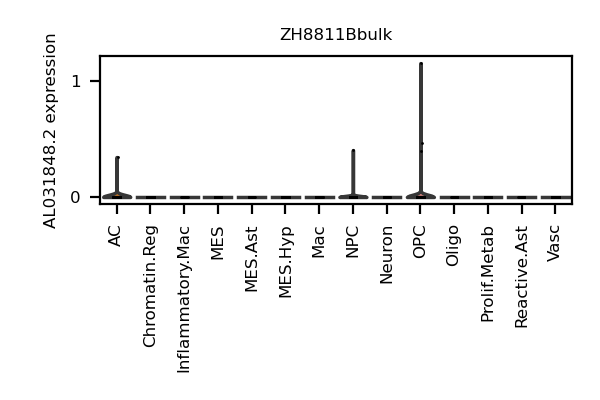 ZH8811Bbulk
AL031848.2 expression
1
0
AC
Chromatin.Reg
Inflammatory.Mac
MES
MES.Ast
MES.Hyp
Mac
NPC
Neuron
OPC
Oligo
Prolif.Metab
Reactive.Ast
Vasc